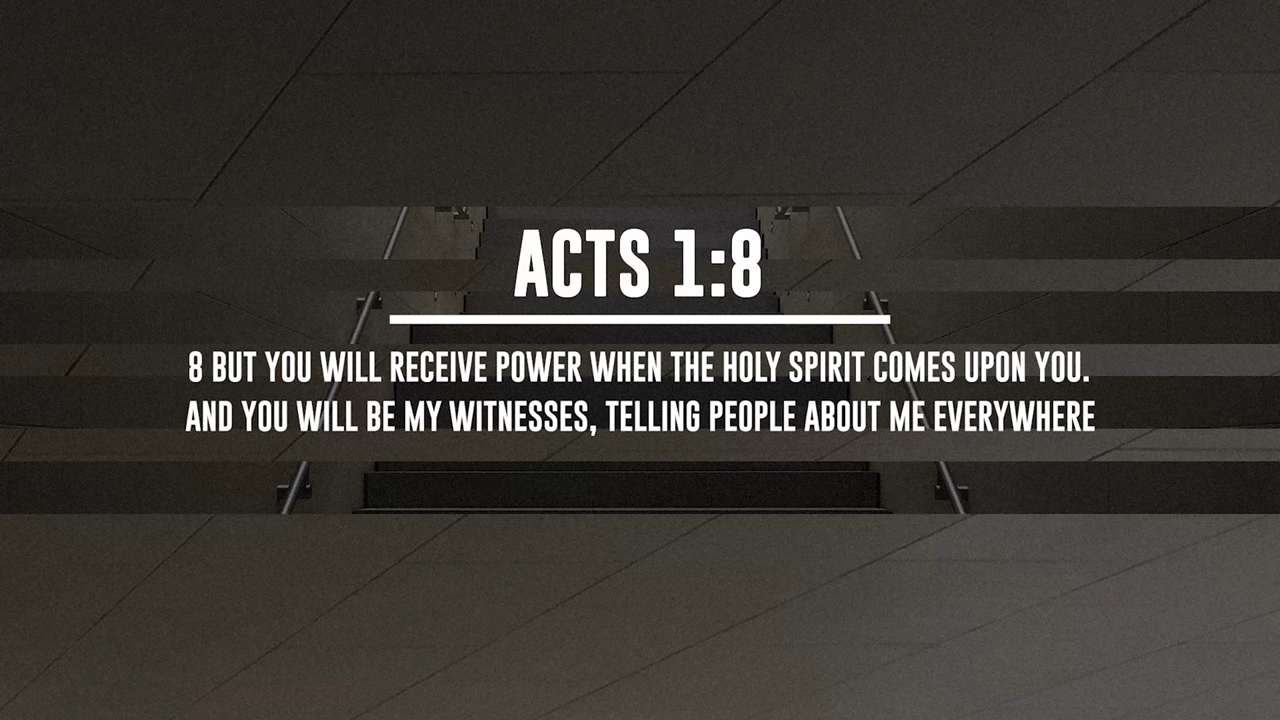 ACTS 1:8
8 BUT YOU WILL RECEIVE POWER WHEN THE HOLY SPIRIT COMES UPON YOU.
AND YOU WILL BE MY WITNESSES, TELLING PEOPLE ABOUT ME EVERYWHERE